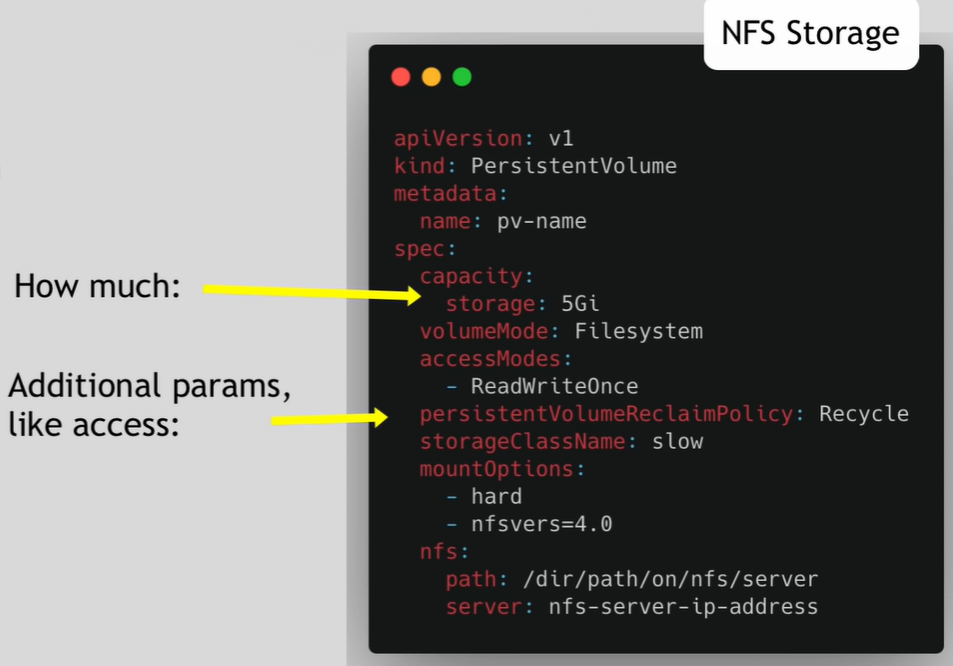 NFS Storage
apiVersion: v1
kind: PersistentVolume
metadata:
  name: pv-name
spec:
  capacity:
How much:
    storage: 5Gi
  volumeMode: Filesystem
  accessModes:
    - ReadWriteOnce
Additional params,
like access:
  persistentVolumeReclaimPolicy: Recycle
  storageClassName: slow
  mountOptions:
    - hard
    - nfsvers=4.0
  nfs:
    path: /dir/path/on/nfs/server
    server: nfs-server-ip-address